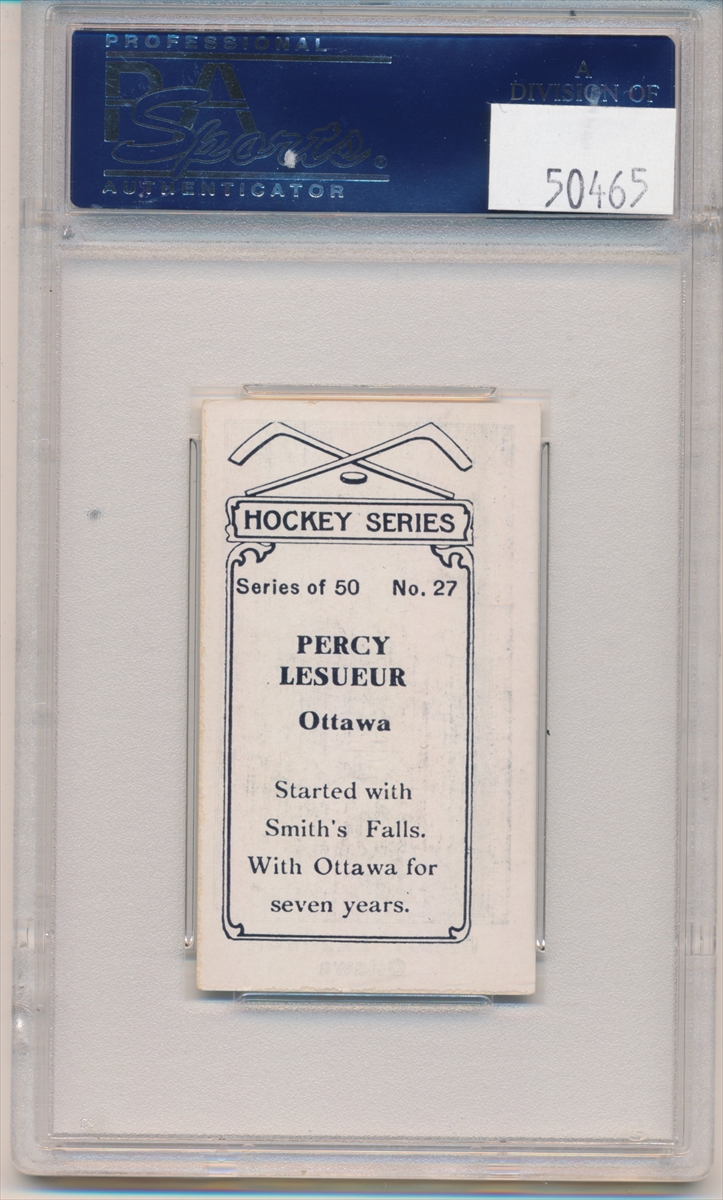 PROFESSIONAL
PSA
Sports
AUTHENTICATOR
A
DIVISION OF
50465
HOCKEY SERIES
Series of 50 No. 27
PERCY
LESUEUR
Ottawa
Started with
Smith's Falls.
With Ottawa for
seven years.